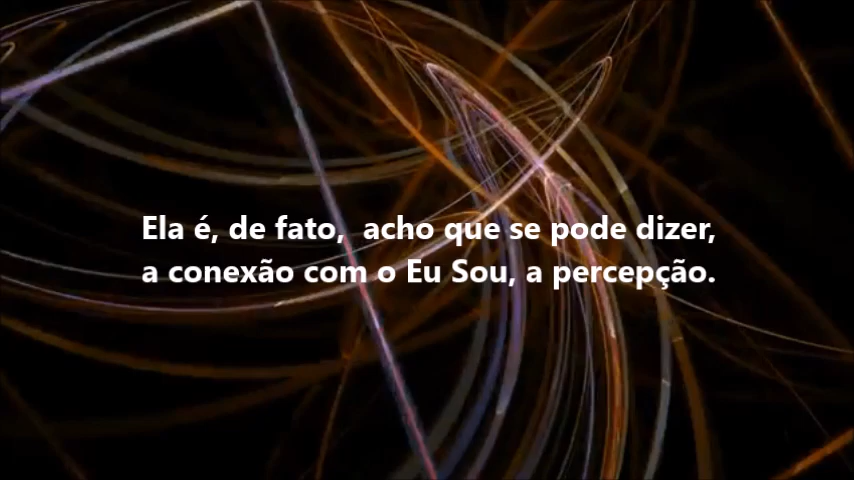 Ela é, de fato,  acho que se pode dizer,
a conexão com o Eu Sou, a percepção.